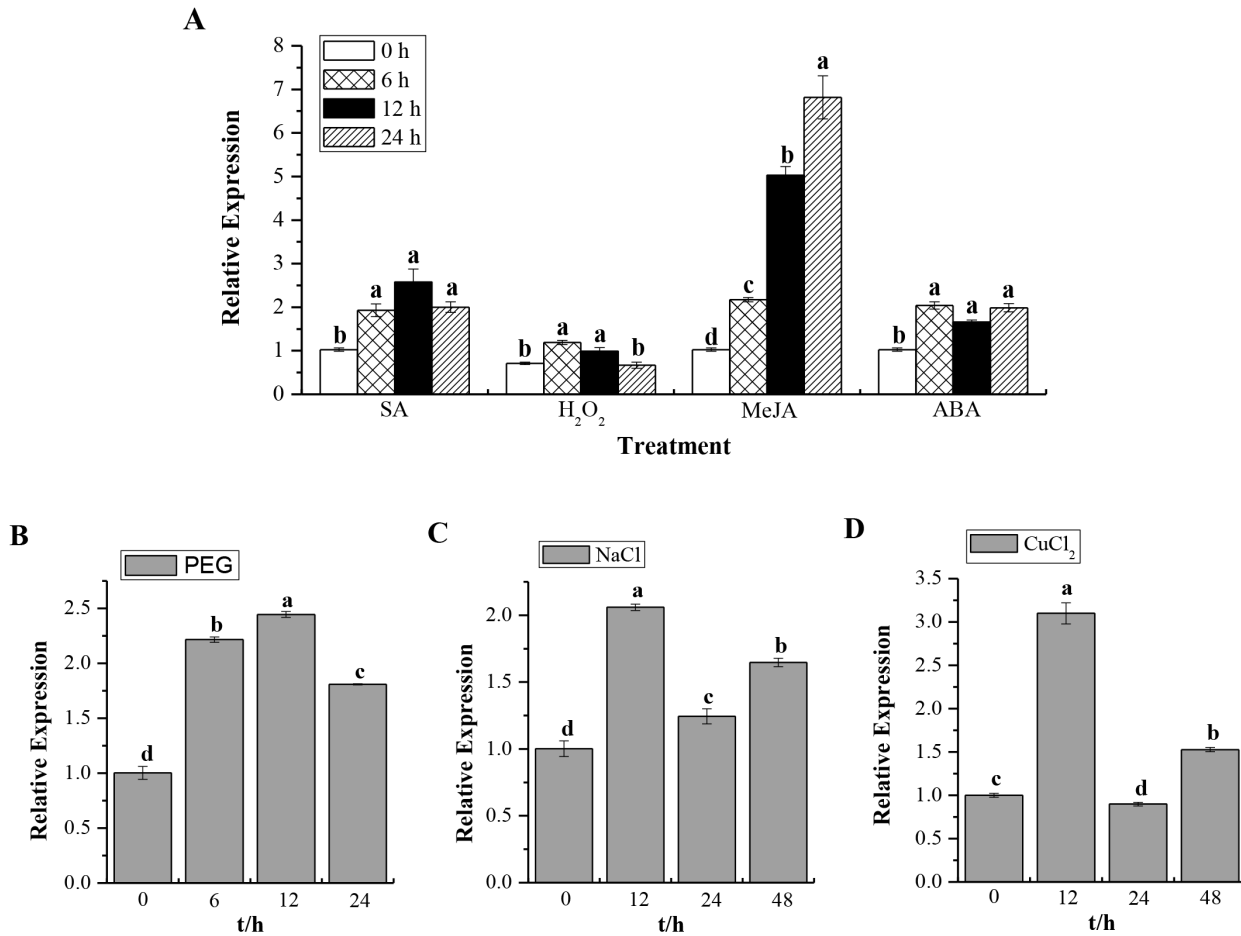 A
0 h
6 h
12 h
24 h
8
7
6
5
4
3
2
1
0
Relative Expression
b a a a
b a a b
d c b a
b a a a
SA H₂O₂ MeJA ABA
Treatment
B
PEG
2.5
2.0
1.5
1.0
0.5
0.0
Relative Expression
d b a c
0 6 12 24
t/h
C
NaCl
2.0
1.5
1.0
0.5
0.0
Relative Expression
d a c b
0 12 24 48
t/h
D
CuCl₂
3.5
3.0
2.5
2.0
1.5
1.0
0.5
0.0
Relative Expression
c a d b
0 12 24 48
t/h